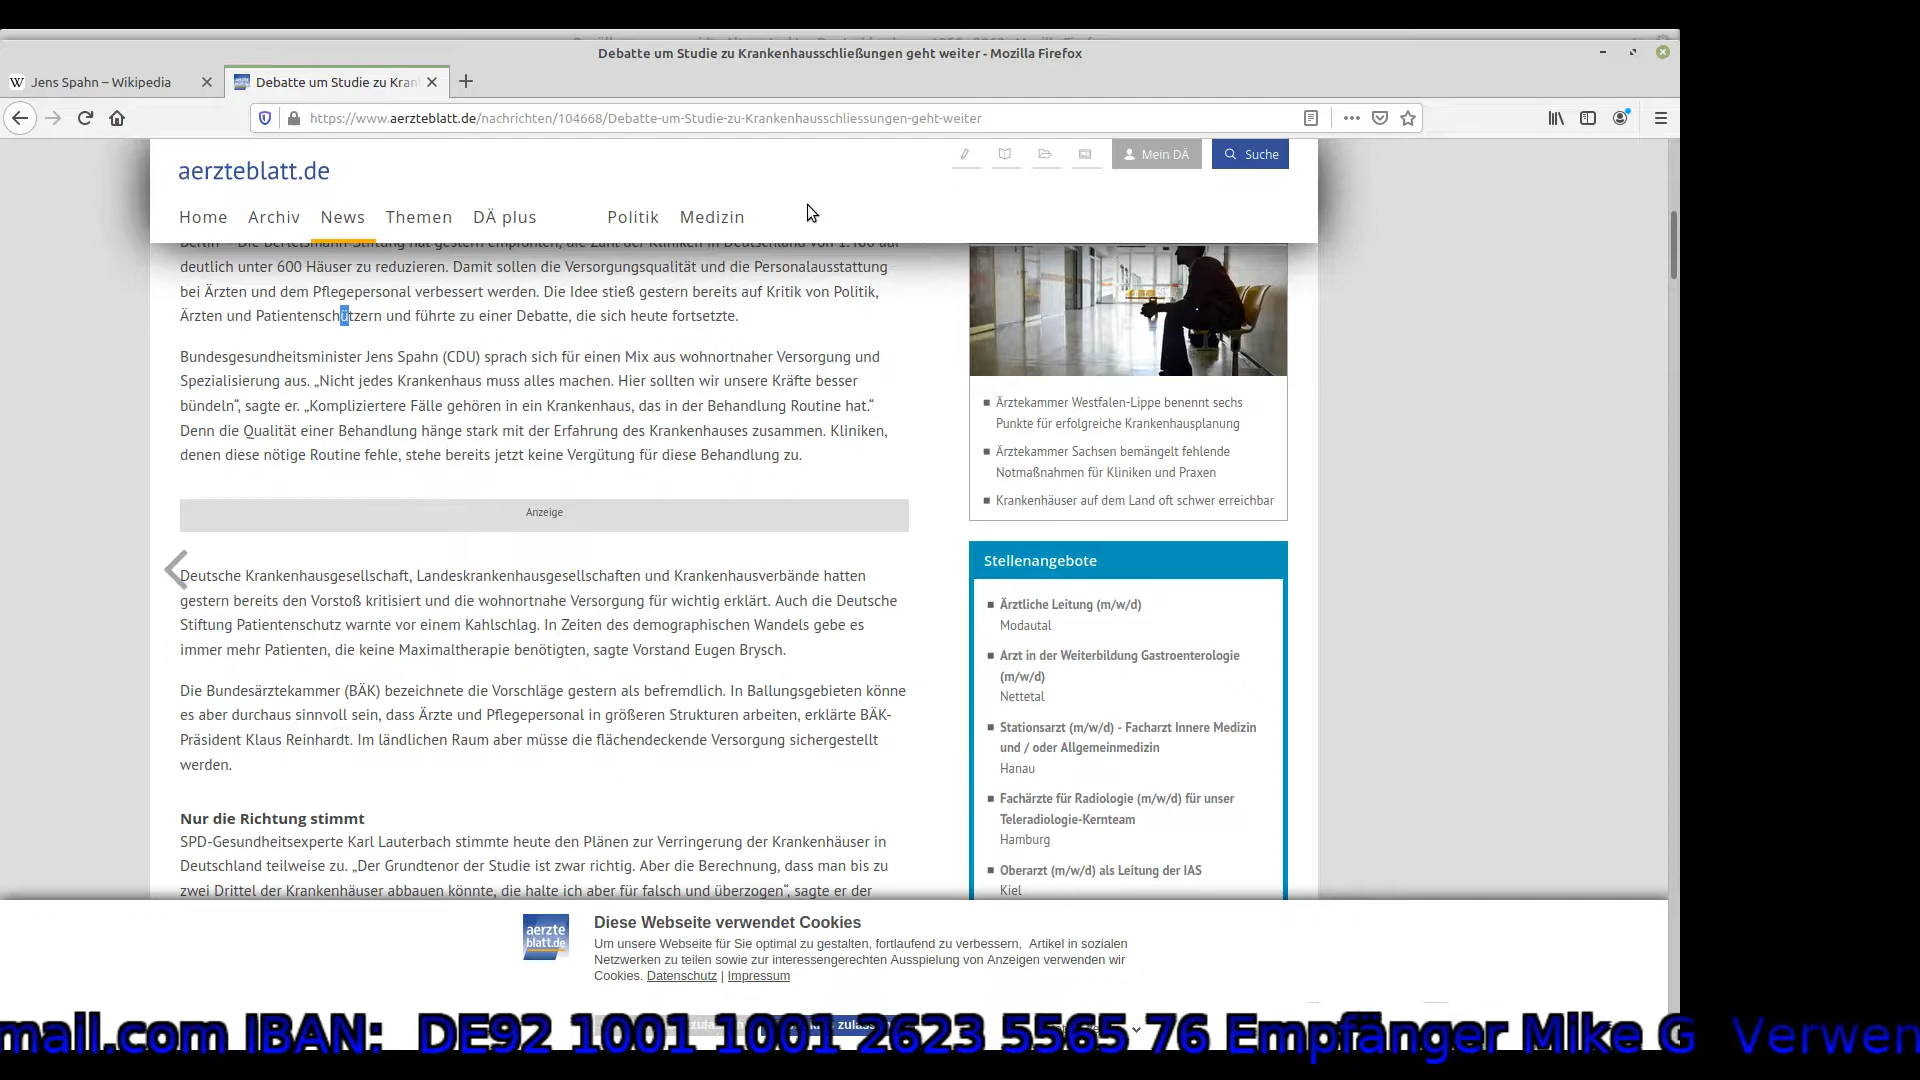 Debatte um Studie zu Krankenhausschließungen geht weiter - Mozilla Firefox
Jens Spahn – Wikipedia
Debatte um Studie zu Kran
https://www.aerzteblatt.de/nachrichten/104668/Debatte-um-Studie-zu-Krankenhausschliessungen-geht-weiter
aerzteblatt.de
Mein DÄ
Suche
Home Archiv News Themen DÄ plus Politik Medizin
Berlin – Die Bertelsmann-Stiftung hat gestern empfohlen, die Zahl der Kliniken in Deutschland von 1.400 auf
deutlich unter 600 Häuser zu reduzieren. Damit sollen die Versorgungsqualität und die Personalausstattung
bei Ärzten und dem Pflegepersonal verbessert werden. Die Idee stieß gestern bereits auf Kritik von Politik,
Ärzten und Patientenschützern und führte zu einer Debatte, die sich heute fortsetzte.
Bundesgesundheitsminister Jens Spahn (CDU) sprach sich für einen Mix aus wohnortnaher Versorgung und
Spezialisierung aus. „Nicht jedes Krankenhaus muss alles machen. Hier sollten wir unsere Kräfte besser
bündeln“, sagte er. „Kompliziertere Fälle gehören in ein Krankenhaus, das in der Behandlung Routine hat.“
Denn die Qualität einer Behandlung hänge stark mit der Erfahrung des Krankenhauses zusammen. Kliniken,
denen diese nötige Routine fehle, stehe bereits jetzt keine Vergütung für diese Behandlung zu.
Anzeige
Deutsche Krankenhausgesellschaft, Landeskrankenhausgesellschaften und Krankenhausverbände hatten
gestern bereits den Vorstoß kritisiert und die wohnortnahe Versorgung für wichtig erklärt. Auch die Deutsche
Stiftung Patientenschutz warnte vor einem Kahlschlag. In Zeiten des demographischen Wandels gebe es
immer mehr Patienten, die keine Maximaltherapie benötigten, sagte Vorstand Eugen Brysch.
Die Bundesärztekammer (BÄK) bezeichnete die Vorschläge gestern als befremdlich. In Ballungsgebieten könne
es aber durchaus sinnvoll sein, dass Ärzte und Pflegepersonal in größeren Strukturen arbeiten, erklärte BÄK-
Präsident Klaus Reinhardt. Im ländlichen Raum aber müsse die flächendeckende Versorgung sichergestellt
werden.
Nur die Richtung stimmt
SPD-Gesundheitsexperte Karl Lauterbach stimmte heute den Plänen zur Verringerung der Krankenhäuser in
Deutschland teilweise zu. „Der Grundtenor der Studie ist zwar richtig. Aber die Berechnung, dass man bis zu
zwei Drittel der Krankenhäuser abbauen könnte, die halte ich aber für falsch und überzogen“, sagte er der
Ärztekammer Westfalen-Lippe benennt sechs
Punkte für erfolgreiche Krankenhausplanung
Ärztekammer Sachsen bemängelt fehlende
Notmaßnahmen für Kliniken und Praxen
Krankenhäuser auf dem Land oft schwer erreichbar
Stellenangebote
Ärztliche Leitung (m/w/d)
Modautal
Arzt in der Weiterbildung Gastroenterologie
(m/w/d)
Nettetal
Stationsarzt (m/w/d) - Facharzt Innere Medizin
und / oder Allgemeinmedizin
Hanau
Fachärzte für Radiologie (m/w/d) für unser
Teleradiologie-Kernteam
Hamburg
Oberarzt (m/w/d) als Leitung der IAS
Kiel
aerzte
blatt.de
Diese Webseite verwendet Cookies
Um unsere Webseite für Sie optimal zu gestalten, fortlaufend zu verbessern, Artikel in sozialen
Netzwerken zu teilen sowie zur interessengerechten Ausspielung von Anzeigen verwenden wir
Cookies. Datenschutz | Impressum
mail.com IBAN: DE92 1001 1001 2623 5565 76 Empfänger Mike G Verwen